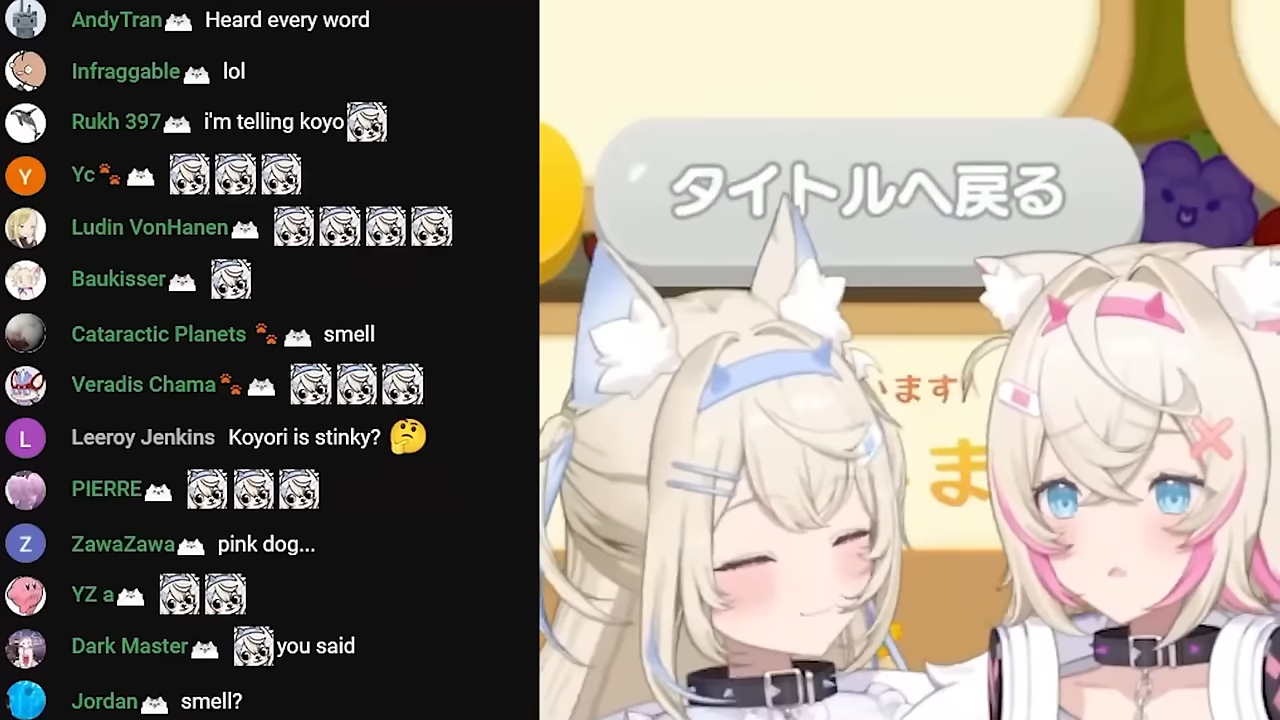 AndyTran Heard every word
Infraggable lol
Rukh 397 i'm telling koyo
Y Yc
Ludin VonHanen
Baukisser
Cataractic Planets smell
Veradis Chama
L Leeroy Jenkins Koyori is stinky? 🤔
PIERRE
Z ZawaZawa pink dog...
YZ a
Dark Master you said
Jordan smell?
タイトルへ戻る
います
ま